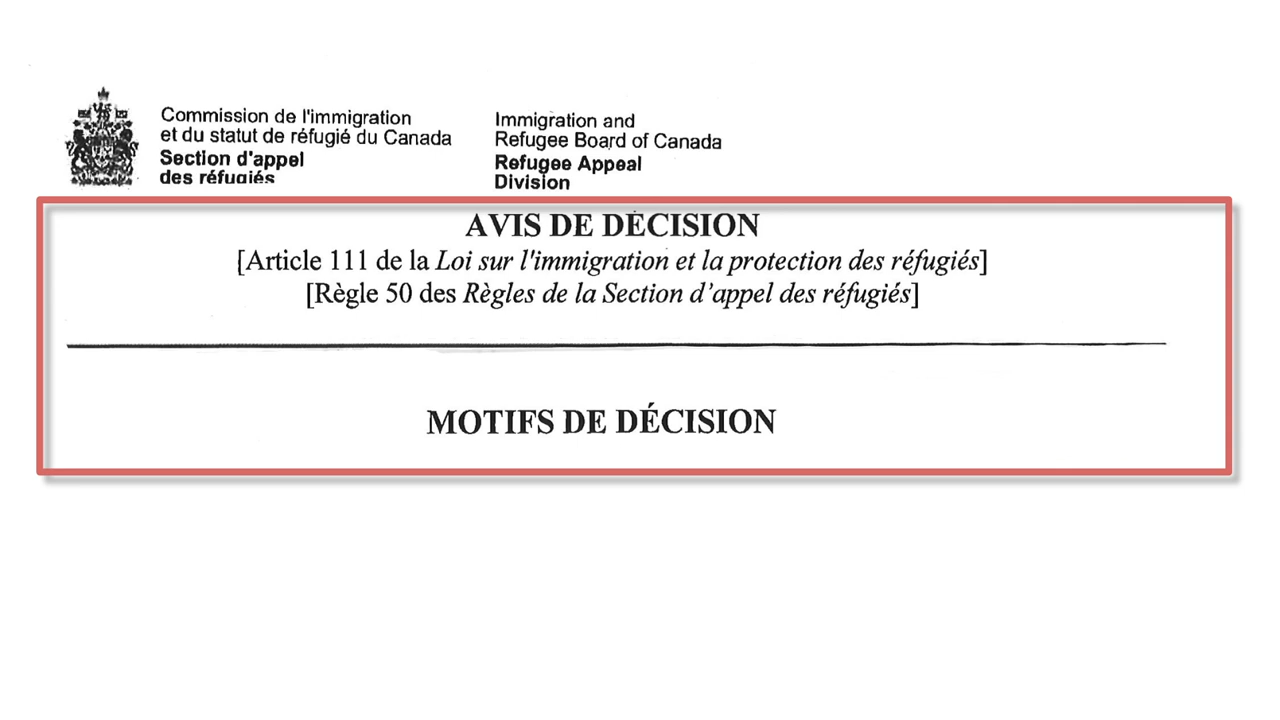 Commission de l'immigration
et du statut de réfugié du Canada
Section d'appel
des réfugiés
Immigration and
Refugee Board of Canada
Refugee Appeal
Division
AVIS DE DÉCISION
[Article 111 de la Loi sur l'immigration et la protection des réfugiés]
[Règle 50 des Règles de la Section d'appel des réfugiés]
MOTIFS DE DÉCISION